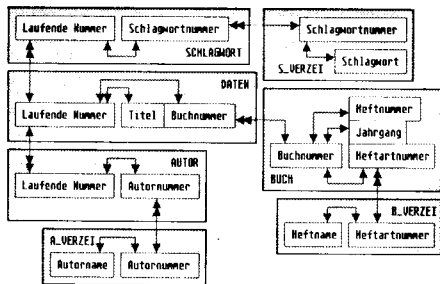 Laufende Nummer Schlagwortnummer
SCHLAGWORT
Schlagwortnummer
Schlagwort
S_VERZEI
DATEN
Laufende Nummer Titel Buchnummer
Heftnummer
Jahrgang
Buchnummer Heftartnummer
BUCH
AUTOR
Laufende Nummer Autornummer
B_VERZEI
Heftname Heftartnummer
A_VERZEI
Autorname Autornummer